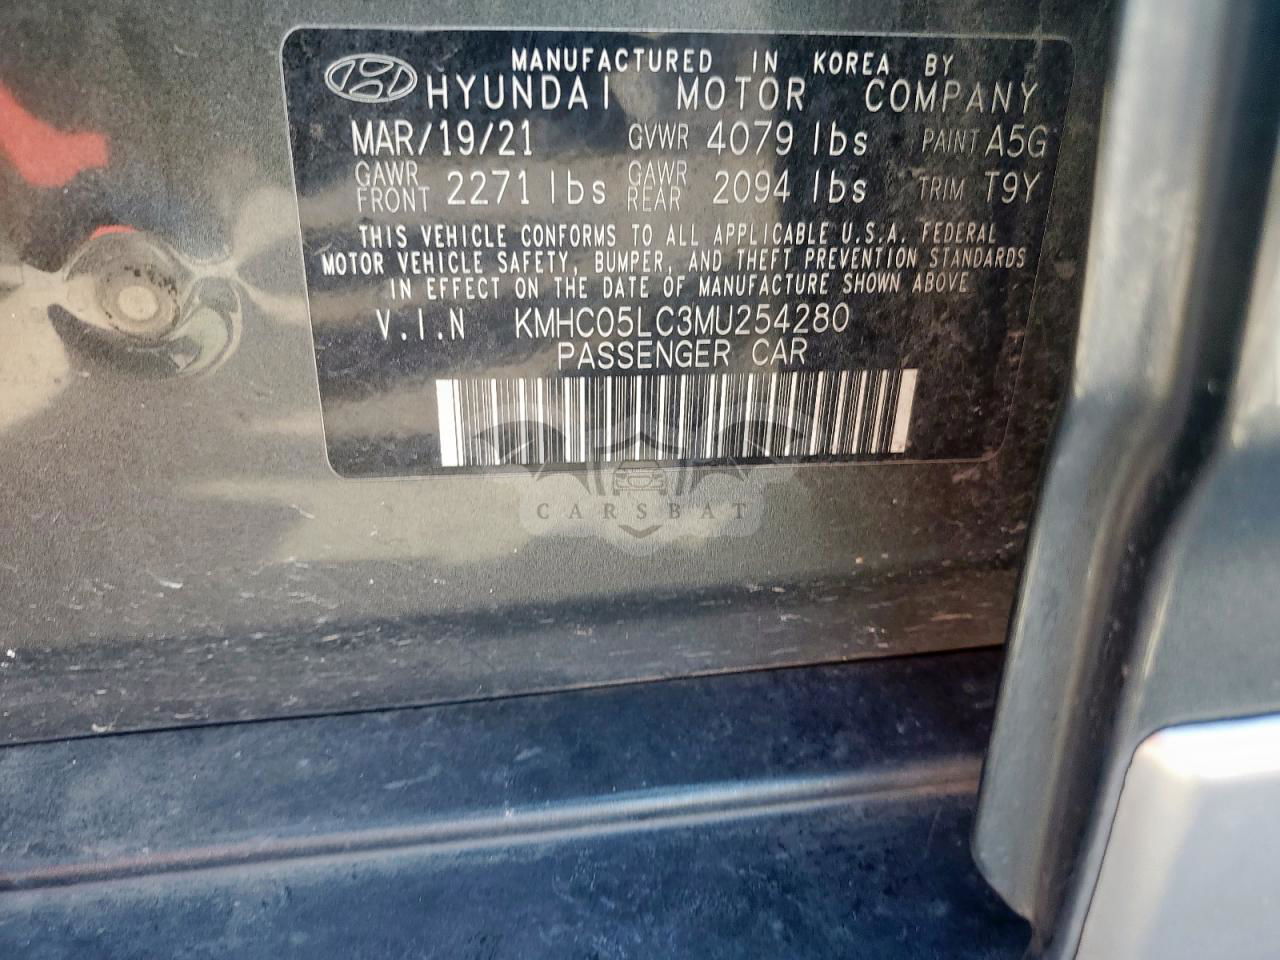 MANUFACTURED IN KOREA BY
HYUNDAI MOTOR COMPANY
MAR/19/21 GVWR 4079 lbs PAINT A5G
GAWR FRONT 2271 lbs GAWR REAR 2094 lbs TRIM T9Y
THIS VEHICLE CONFORMS TO ALL APPLICABLE U.S.A. FEDERAL
MOTOR VEHICLE SAFETY, BUMPER, AND THEFT PREVENTION STANDARDS
IN EFFECT ON THE DATE OF MANUFACTURE SHOWN ABOVE
V.I.N KMHC05LC3MU254280
PASSENGER CAR
CARSBAT